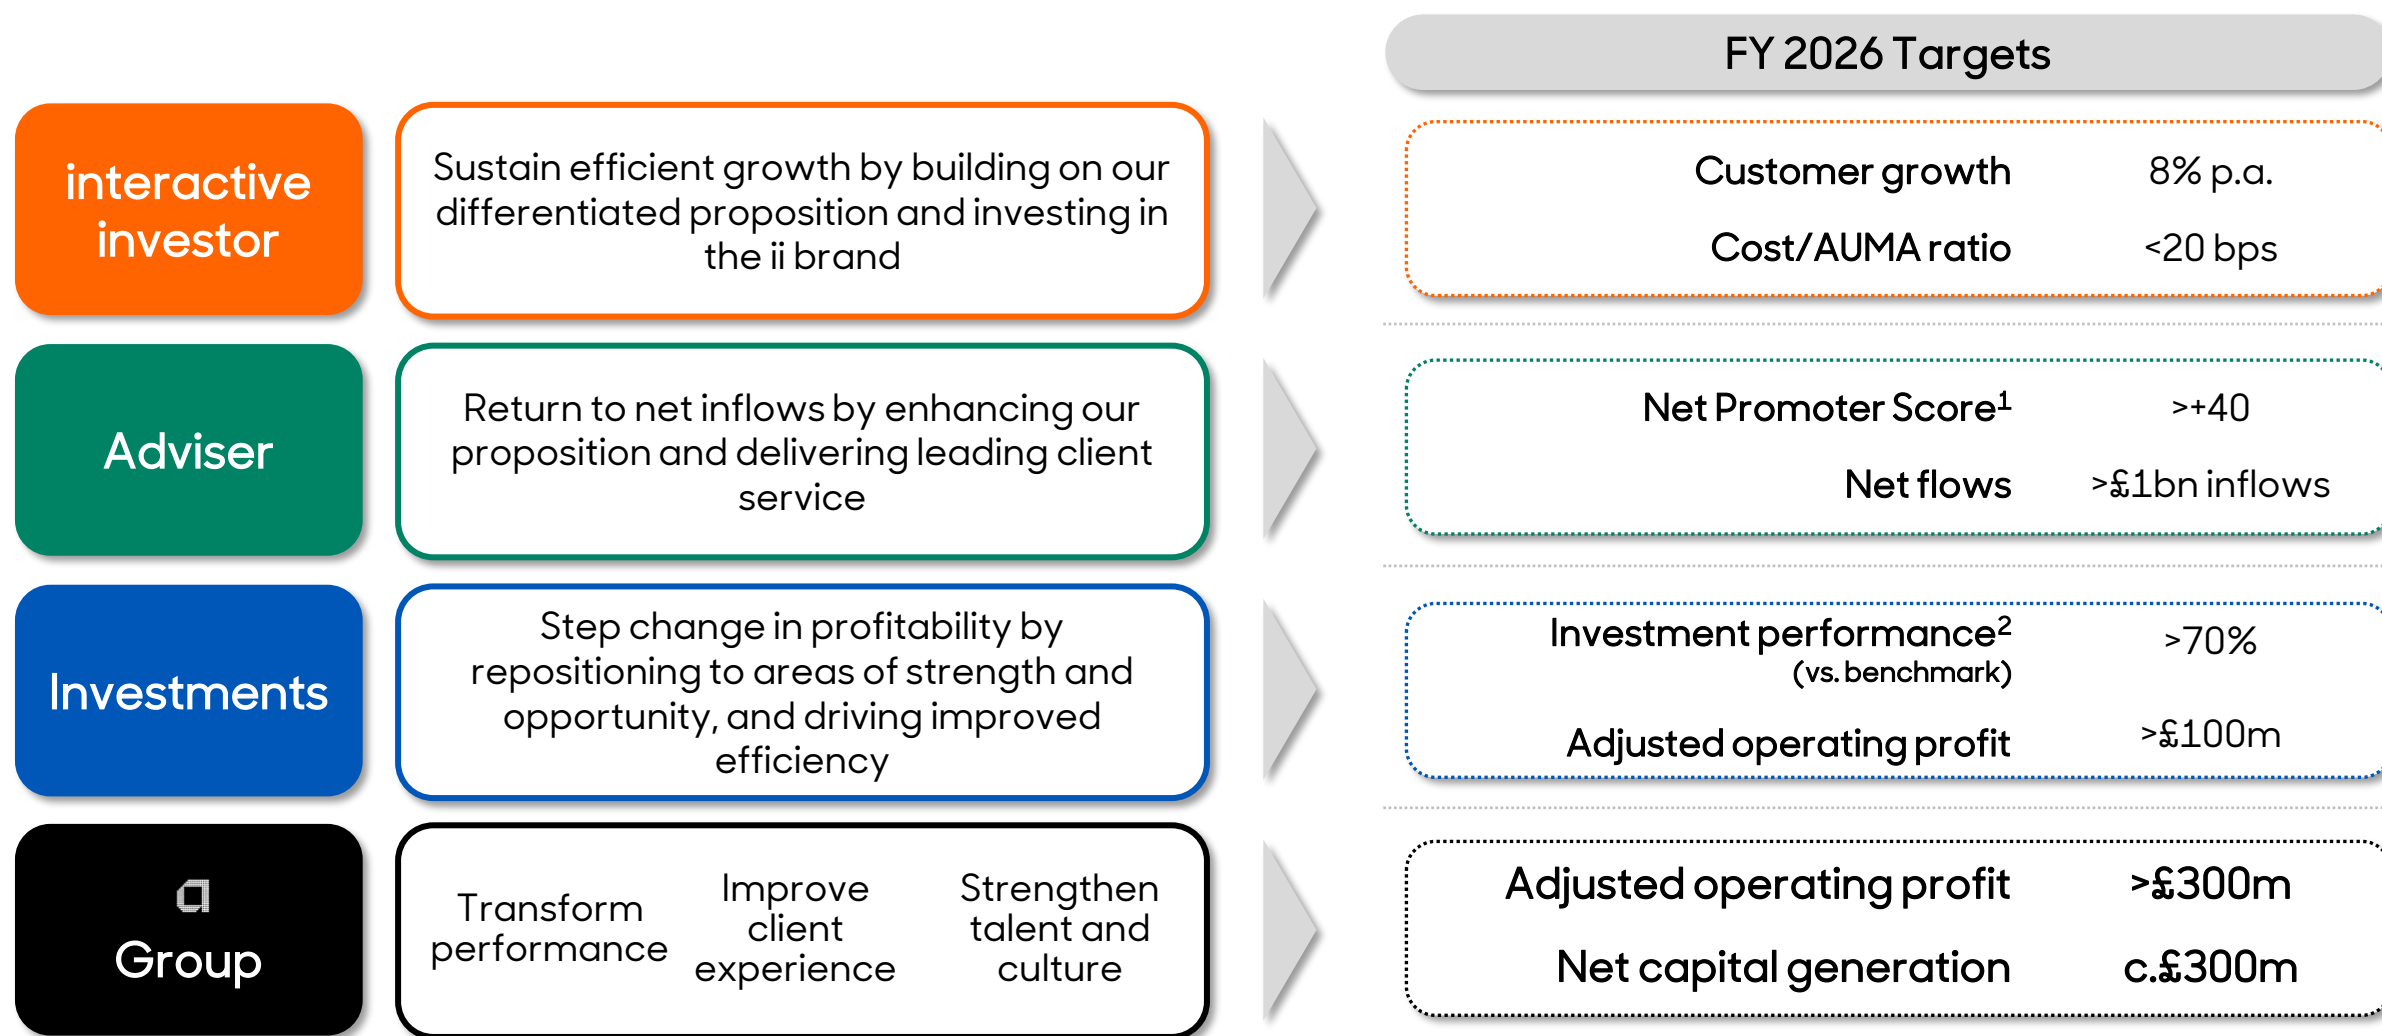 FY 2026 Targets
interactive
investor
Sustain efficient growth by building on our
differentiated proposition and investing in
the ii brand
Customer growth 8% p.a.
Cost/AUMA ratio <20 bps
Adviser
Return to net inflows by enhancing our
proposition and delivering leading client
service
Net Promoter Score¹ >+40
Net flows >£1bn inflows
Investments
Step change in profitability by
repositioning to areas of strength and
opportunity, and driving improved
efficiency
Investment performance² >70%
(vs. benchmark)
Adjusted operating profit >£100m
a
Group
Transform
performance
Improve
client
experience
Strengthen
talent and
culture
Adjusted operating profit >£300m
Net capital generation c.£300m